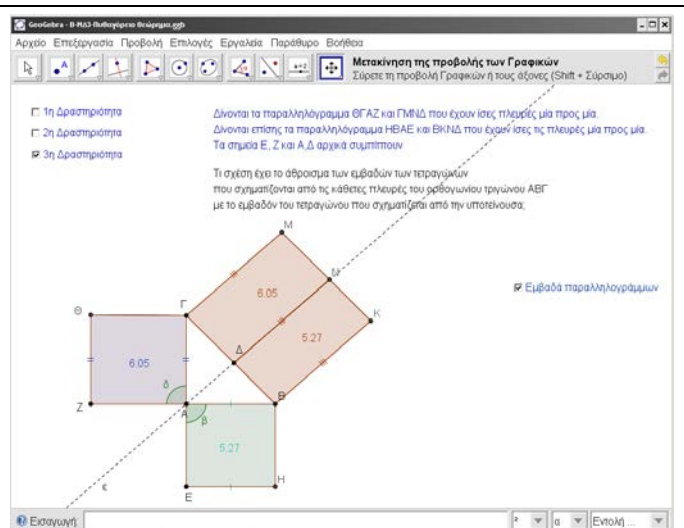 GeoGebra - Β-ΜΔ3-Πυθαγόρειο Θεώρημα.ggb
Αρχείο Επεξεργασία Προβολή Επιλογές Εργαλεία Παράθυρο Βοήθεια
Μετακίνηση της προβολής των Γραφικών
Σύρετε τη προβολή Γραφικών ή τους άξονες (Shift + Σύρσιμο)
1η Δραστηριότητα
2η Δραστηριότητα
3η Δραστηριότητα
Δίνονται τα παραλληλόγραμμα ΘΓΑΖ και ΓΜΝΔ που έχουν ίσες πλευρές μία προς μία.
Δίνονται επίσης τα παραλληλόγραμμα ΗΒΑΕ και ΒΚΝΔ που έχουν ίσες τις πλευρές μία προς μία.
Τα σημεία Ε, Ζ και Α,Δ αρχικά συμπίπτουν
Τι σχέση έχει το άθροισμα των εμβαδών των τετραγώνων
που σχηματίζονται από τις κάθετες πλευρές του ορθογωνίου τριγώνου ΑΒΓ
με το εμβαδόν του τετραγώνου που σχηματίζεται από την υποτείνουσα;
Μ
Ν
Εμβαδά παραλληλογράμμων
6.05
Θ
Γ
Κ
5.27
Δ
6.05
δ
Ζ
Α
Β
β
5.27
ε
Ε
Η
Εισαγωγή:
α
Εντολή ...